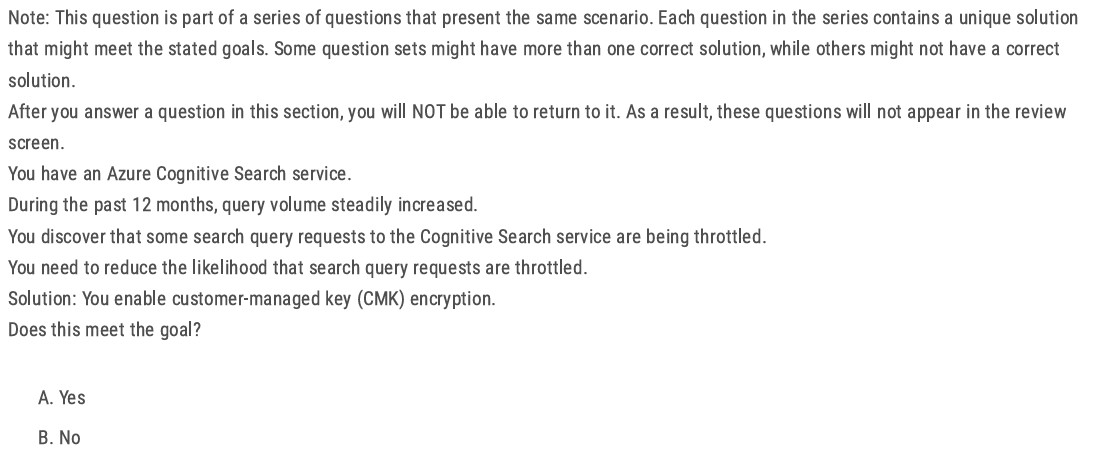 Note: This question is part of a series of questions that present the same scenario. Each question in the series contains a unique solution
that might meet the stated goals. Some question sets might have more than one correct solution, while others might not have a correct
solution.
After you answer a question in this section, you will NOT be able to return to it. As a result, these questions will not appear in the review
screen.
You have an Azure Cognitive Search service.
During the past 12 months, query volume steadily increased.
You discover that some search query requests to the Cognitive Search service are being throttled.
You need to reduce the likelihood that search query requests are throttled.
Solution: You enable customer-managed key (CMK) encryption.
Does this meet the goal?
A. Yes
B. No